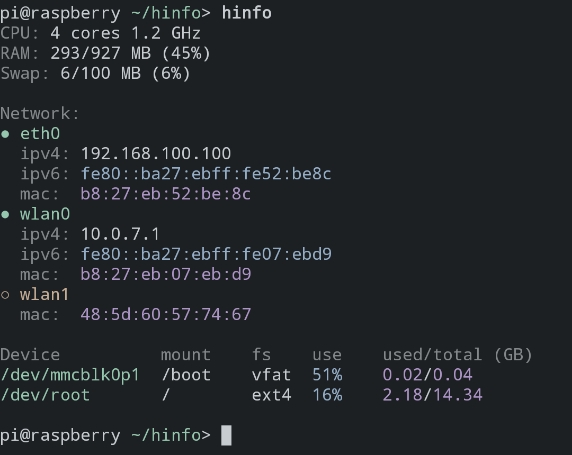 pi@raspberry ~/hinfo> hinfo
CPU: 4 cores 1.2 GHz
RAM: 293/927 MB (45%)
Swap: 6/100 MB (6%)
Network:
● eth0
ipv4: 192.168.100.100
ipv6: fe80::ba27:ebff:fe52:be8c
mac: b8:27:eb:52:be:8c
● wlan0
ipv4: 10.0.7.1
ipv6: fe80::ba27:ebff:fe07:ebd9
mac: b8:27:eb:07:eb:d9
○ wlan1
mac: 48:5d:60:57:74:67
Device mount fs use used/total (GB)
/dev/mmcblk0p1 /boot vfat 51% 0.02/0.04
/dev/root / ext4 16% 2.18/14.34
pi@raspberry ~/hinfo>